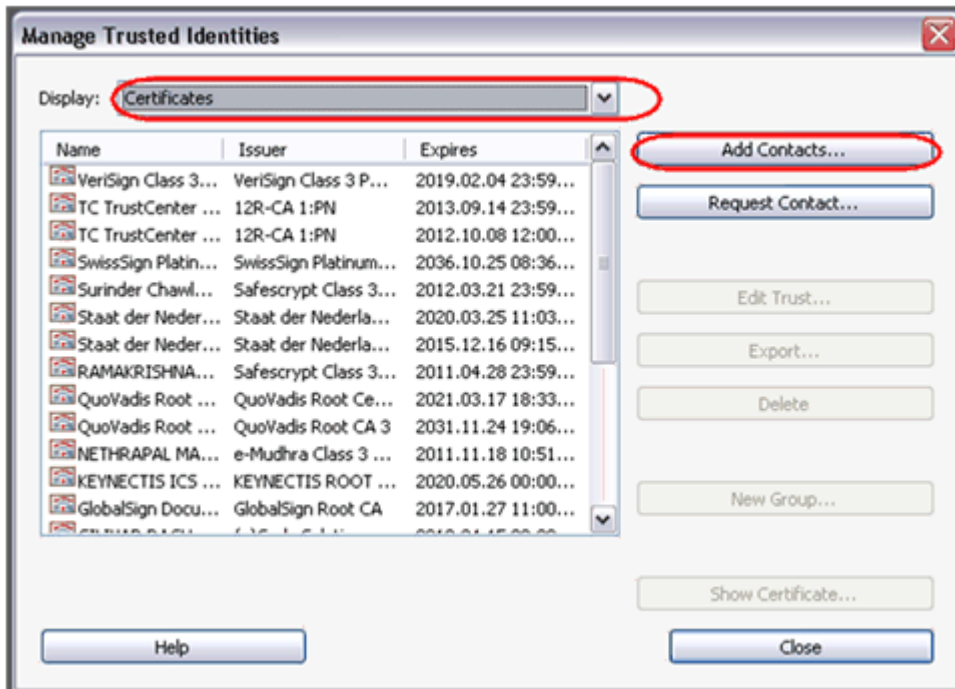 Manage Trusted Identities
Display: Certificates
Name Issuer Expires
VeriSign Class 3... VeriSign Class 3 P... 2019.02.04 23:59...
TC TrustCenter ... 12R-CA 1:PN 2013.09.14 23:59...
TC TrustCenter ... 12R-CA 1:PN 2012.10.08 12:00...
SwissSign Platin... SwissSign Platinum... 2036.10.25 08:36...
Surinder Chawl... Safescrypt Class 3... 2012.03.21 23:59...
Staat der Neder... Staat der Nederla... 2020.03.25 11:03...
Staat der Neder... Staat der Nederla... 2015.12.16 09:15...
RAMAKRISHNA... Safescrypt Class 3... 2011.04.28 23:59...
QuoVadis Root ... QuoVadis Root Ce... 2021.03.17 18:33...
QuoVadis Root ... QuoVadis Root CA 3 2031.11.24 19:06...
NETHRAPAL MA... e-Mudhra Class 3 ... 2011.11.18 10:51...
KEYNECTIS ICS ... KEYNECTIS ROOT ... 2020.05.26 00:00...
GlobalSign Docu... GlobalSign Root CA 2017.01.27 11:00...
Add Contacts...
Request Contact...
Edit Trust...
Export...
Delete
New Group...
Show Certificate...
Help
Close